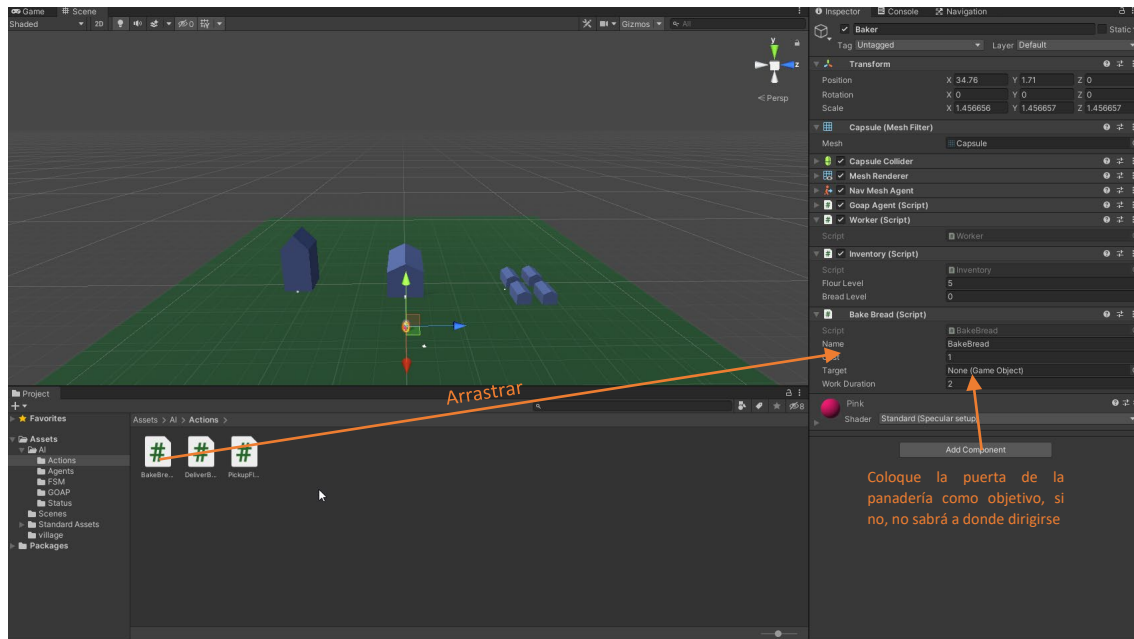 Game Scene
Shaded 2D 0 Gizmos All
y
z
Persp
Inspector Console Navigation
Baker Static
Tag Untagged Layer Default
Transform
Position X 34.76 Y 1.71 Z 0
Rotation X 0 Y 0 Z 0
Scale X 1.456656 Y 1.456657 Z 1.456657
Capsule (Mesh Filter)
Mesh Capsule
Capsule Collider
Mesh Renderer
Nav Mesh Agent
# Goap Agent (Script)
# Worker (Script)
Script Worker
# Inventory (Script)
Script Inventory
Flour Level 5
Bread Level 0
# Bake Bread (Script)
Script BakeBread
Name BakeBread
1
Target None (Game Object)
Work Duration 2
Pink
Shader Standard (Specular setup)
Add Component
Coloque la puerta de la
panadería como objetivo, si
no, no sabrá a donde dirigirse
Arrastrar
Project
8
Favorites
Assets
AI
Actions
Agents
FSM
GOAP
Status
Scenes
Standard Assets
village
Packages
Assets > AI > Actions >
# # #
BakeBre... DeliverB... PickupFl...